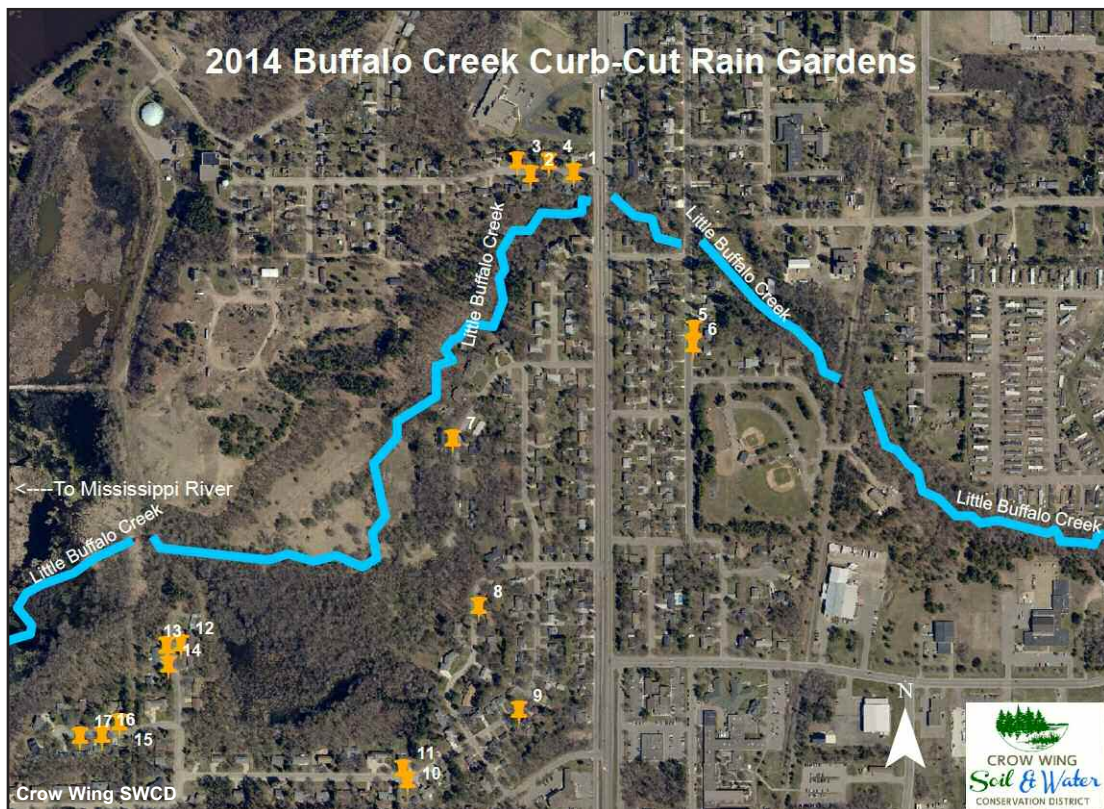 2014 Buffalo Creek Curb-Cut Rain Gardens
3
4
2
1
Little Buffalo Creek
Little Buffalo Creek
5
6
7
<----To Mississippi River
Little Buffalo Creek
Little Buffalo Creek
8
12
13
14
9
16
17
15
11
10
N
Crow Wing SWCD
CROW WING
Soil & Water
CONSERVATION DISTRICT